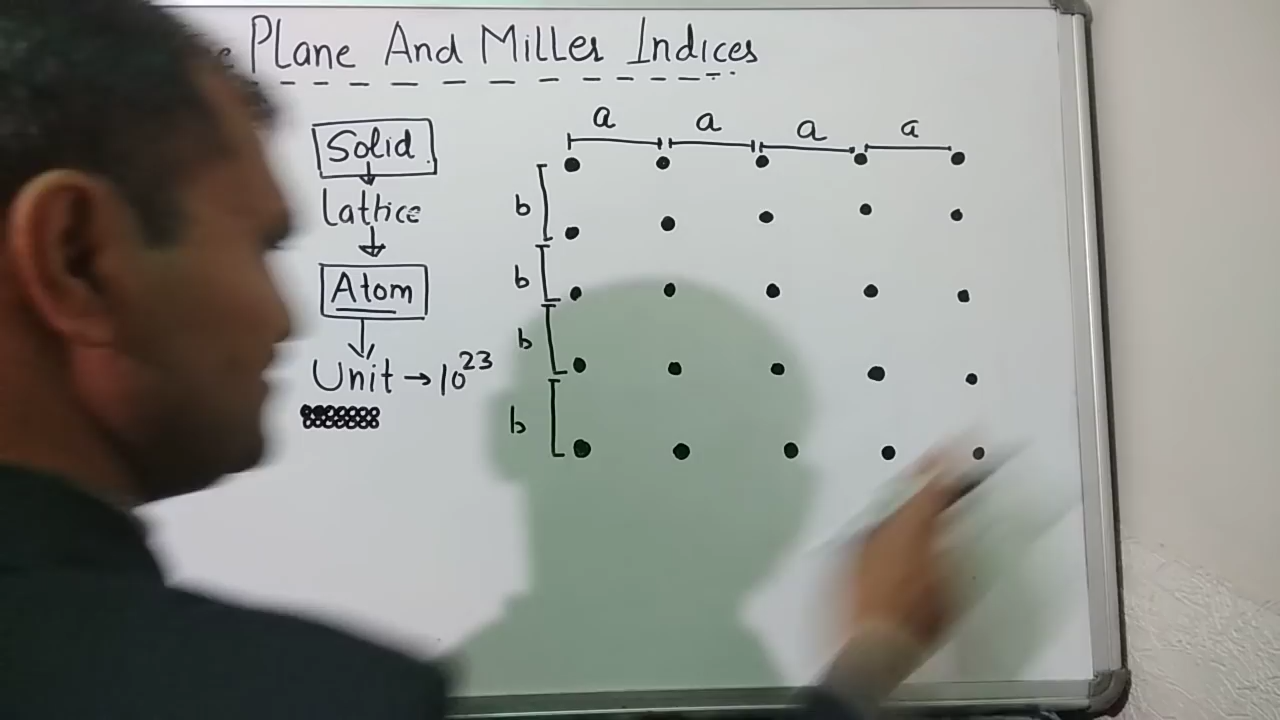 PLane And Miller Indices
Solid
Lattice
Atom
Unit → 10²³
a a a a
b
b
b
b